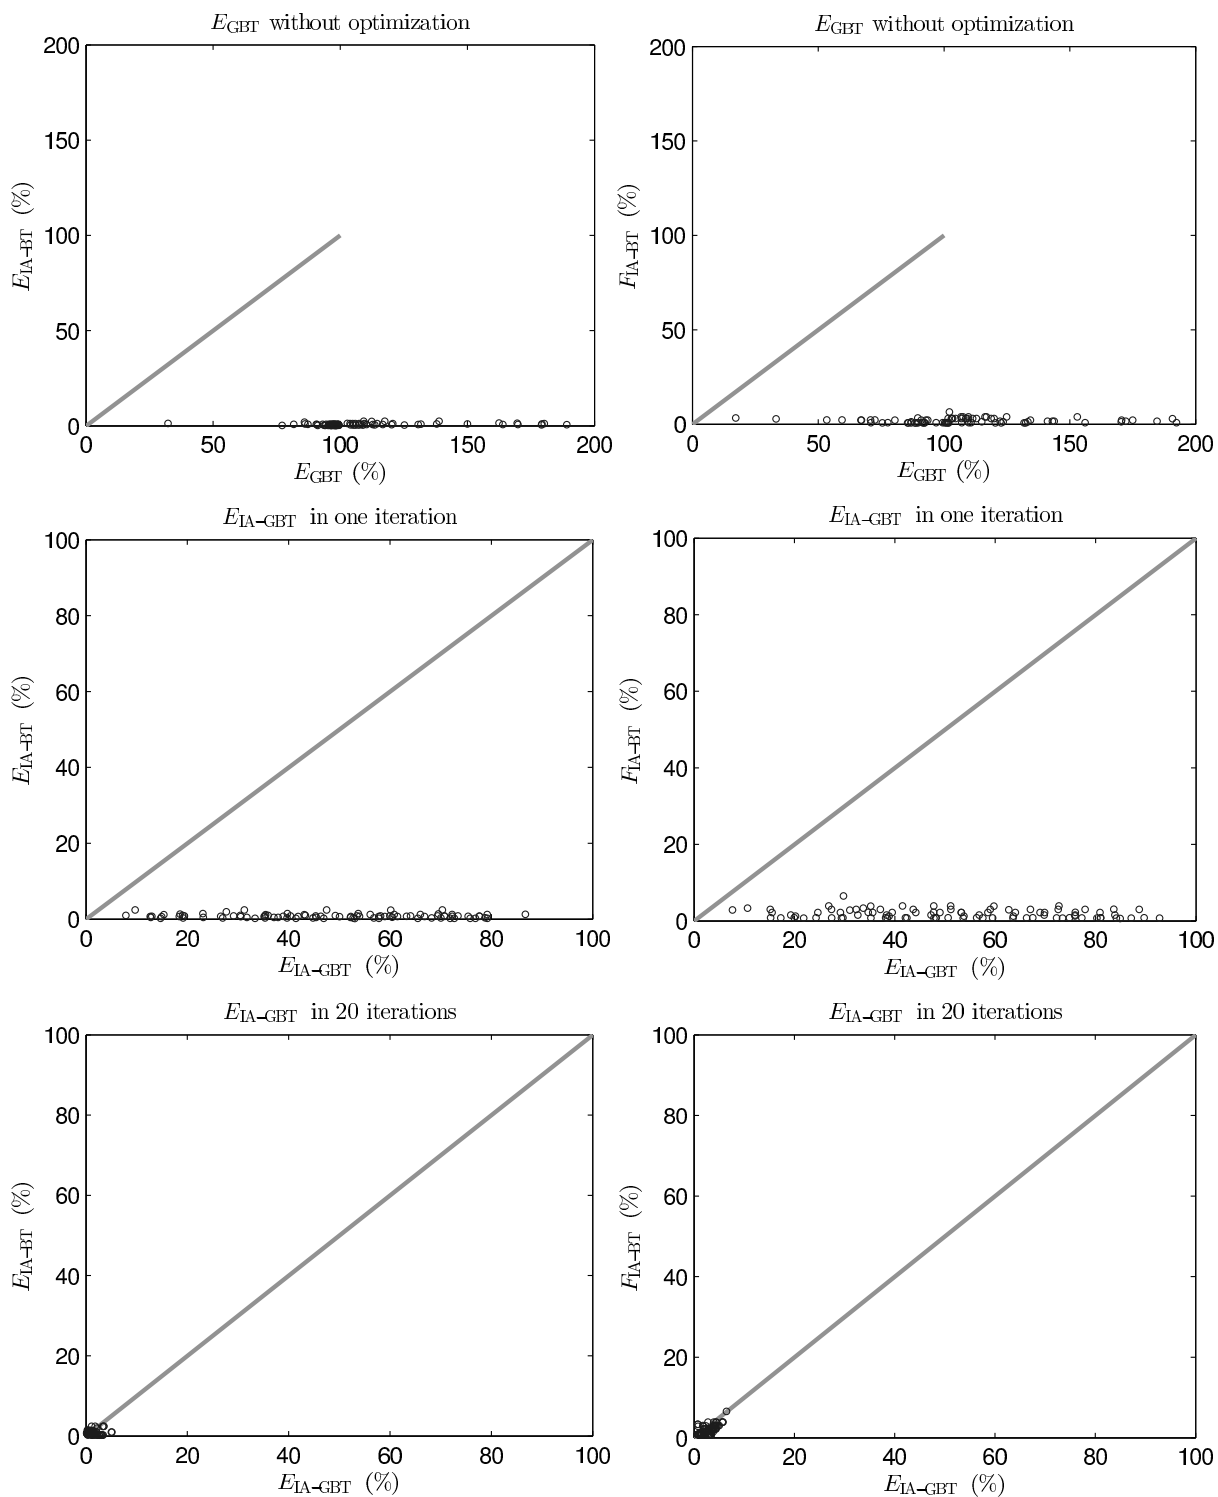 E_GBT without optimization
E_GBT without optimization
200
150
100
50
0
E_IA–BT (%)
0 50 100 150 200
E_GBT (%)
200
150
100
50
0
F_IA–BT (%)
0 50 100 150 200
E_GBT (%)
E_IA–GBT in one iteration
E_IA–GBT in one iteration
100
80
60
40
20
0
E_IA–BT (%)
0 20 40 60 80 100
E_IA–GBT (%)
100
80
60
40
20
0
F_IA–BT (%)
0 20 40 60 80 100
E_IA–GBT (%)
E_IA–GBT in 20 iterations
E_IA–GBT in 20 iterations
100
80
60
40
20
0
E_IA–BT (%)
0 20 40 60 80 100
E_IA–GBT (%)
100
80
60
40
20
0
F_IA–BT (%)
0 20 40 60 80 100
E_IA–GBT (%)